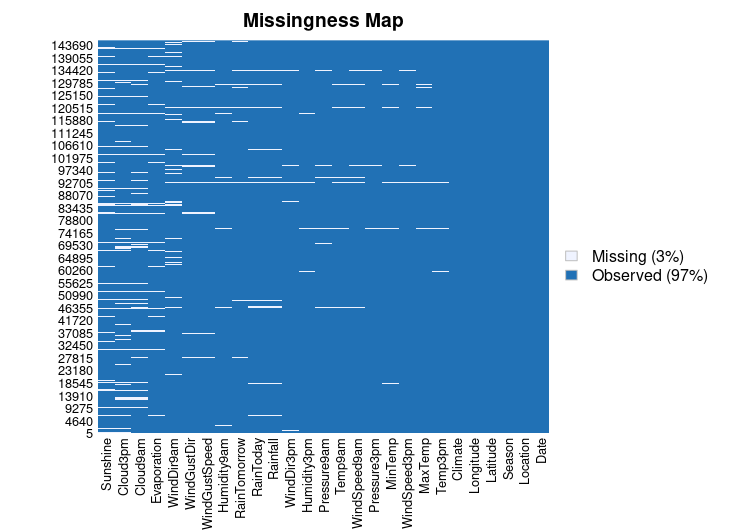 Missingness Map
143690
139055
134420
129785
125150
120515
115880
111245
106610
101975
97340
92705
88070
83435
78800
74165
69530
64895
60260
55625
50990
46355
41720
37085
32450
27815
23180
18545
13910
9275
4640
5
Missing (3%)
Observed (97%)
Sunshine
Cloud3pm
Cloud9am
Evaporation
WindDir9am
WindGustDir
WindGustSpeed
Humidity9am
RainTomorrow
RainToday
Rainfall
WindDir3pm
Humidity3pm
Pressure9am
Temp9am
WindSpeed9am
Pressure3pm
MinTemp
WindSpeed3pm
MaxTemp
Temp3pm
Climate
Longitude
Latitude
Season
Location
Date